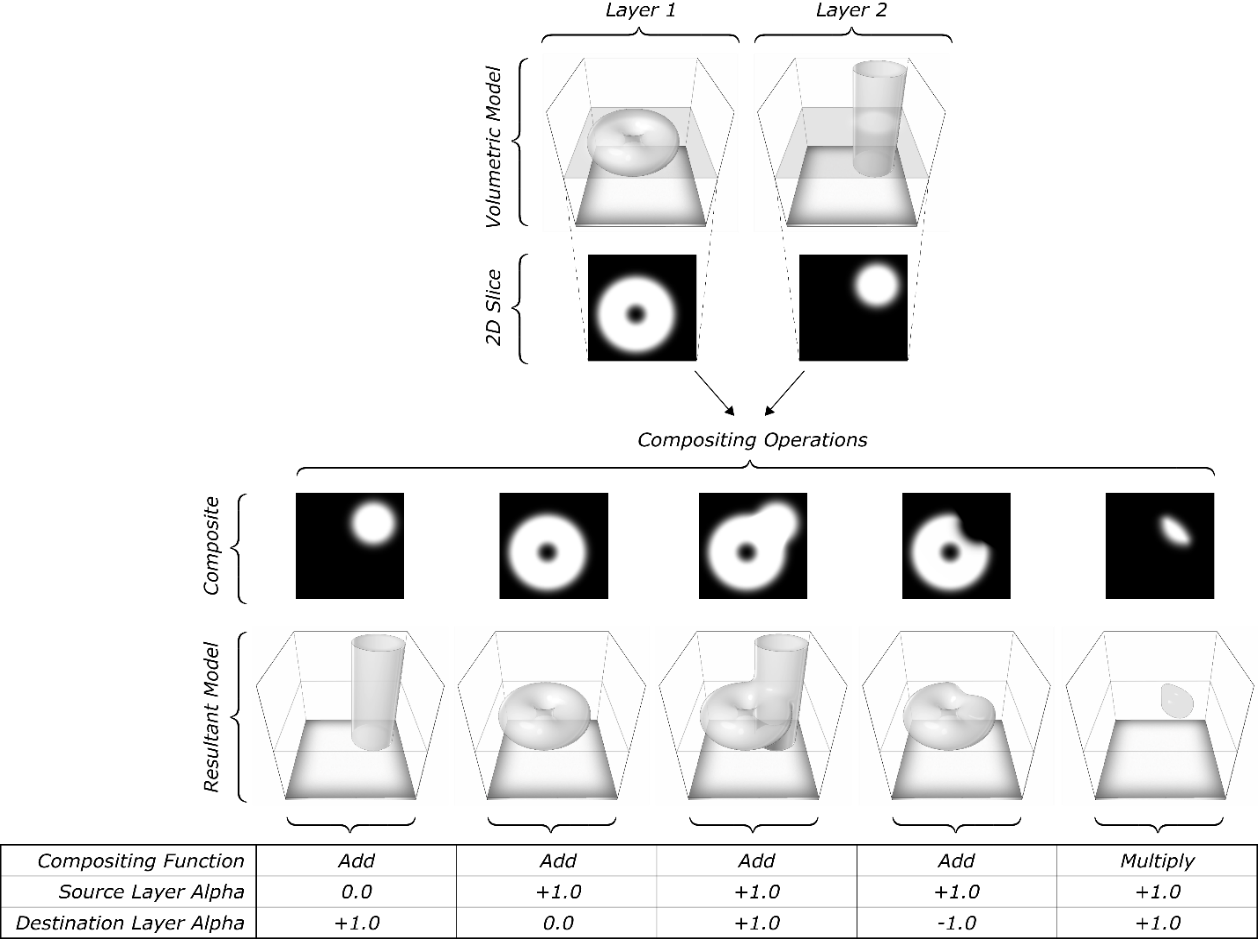 Layer 1
Layer 2
Volumetric Model
2D Slice
Compositing Operations
Composite
Resultant Model
Compositing Function Add Add Add Add Multiply
Source Layer Alpha 0.0 +1.0 +1.0 +1.0 +1.0
Destination Layer Alpha +1.0 0.0 +1.0 -1.0 +1.0